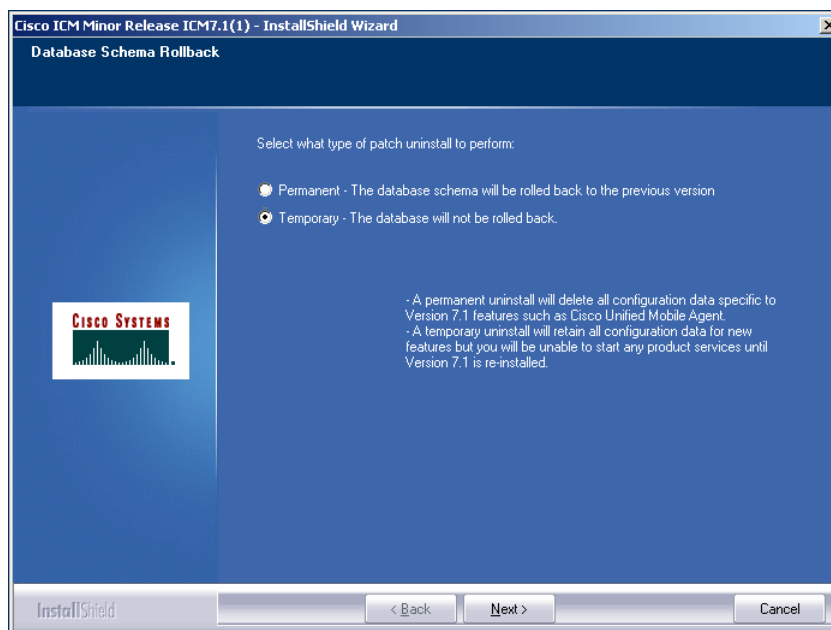 Cisco ICM Minor Release ICM7.1(1) - InstallShield Wizard
Database Schema Rollback
Select what type of patch uninstall to perform:
Permanent - The database schema will be rolled back to the previous version
Temporary - The database will not be rolled back.
- A permanent uninstall will delete all configuration data specific to
Version 7.1 features such as Cisco Unified Mobile Agent.
- A temporary uninstall will retain all configuration data for new
features but you will be unable to start any product services until
Version 7.1 is re-installed.
CISCO SYSTEMS
InstallShield
< Back
Next >
Cancel